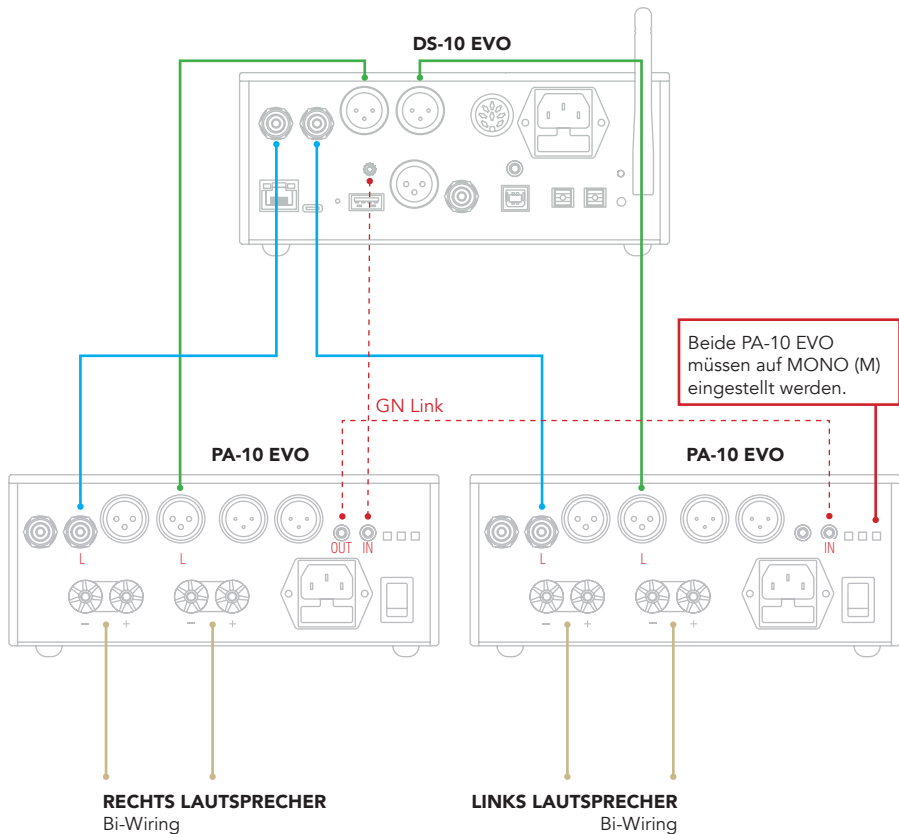 DS-10 EVO
Beide PA-10 EVO
müssen auf MONO (M)
eingestellt werden.
GN Link
PA-10 EVO
PA-10 EVO
OUT IN
L
L
IN
L
L
– +
– +
– +
– +
RECHTS LAUTSPRECHER
Bi-Wiring
LINKS LAUTSPRECHER
Bi-Wiring